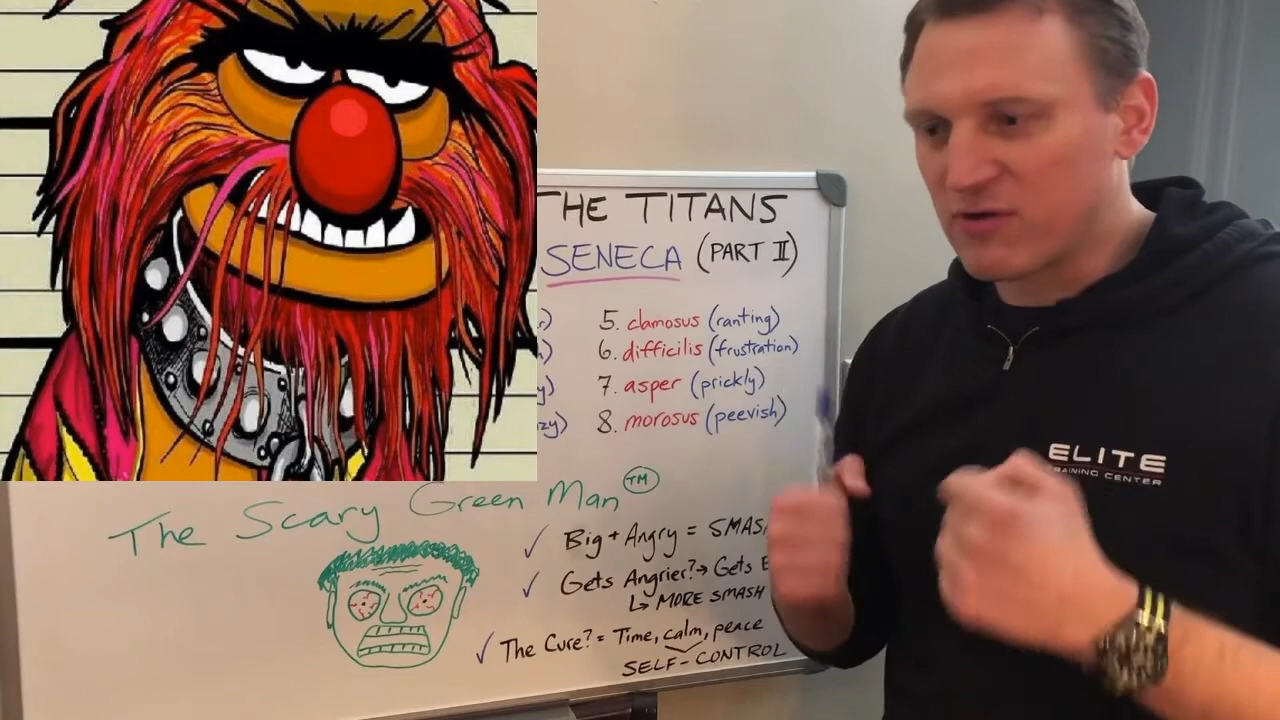 THE TITANS
SENECA (PART II)
5. clamosus (ranting)
6. difficilis (frustration)
7. asper (prickly)
8. morosus (peevish)
The Scary Green Man TM
✓ Big + Angry =
✓ Gets Angrier? → Gets
↳ MORE SMASH
✓ The Cure? = Time, calm, peace
SELF-CONTROL
ELITE
CENTER